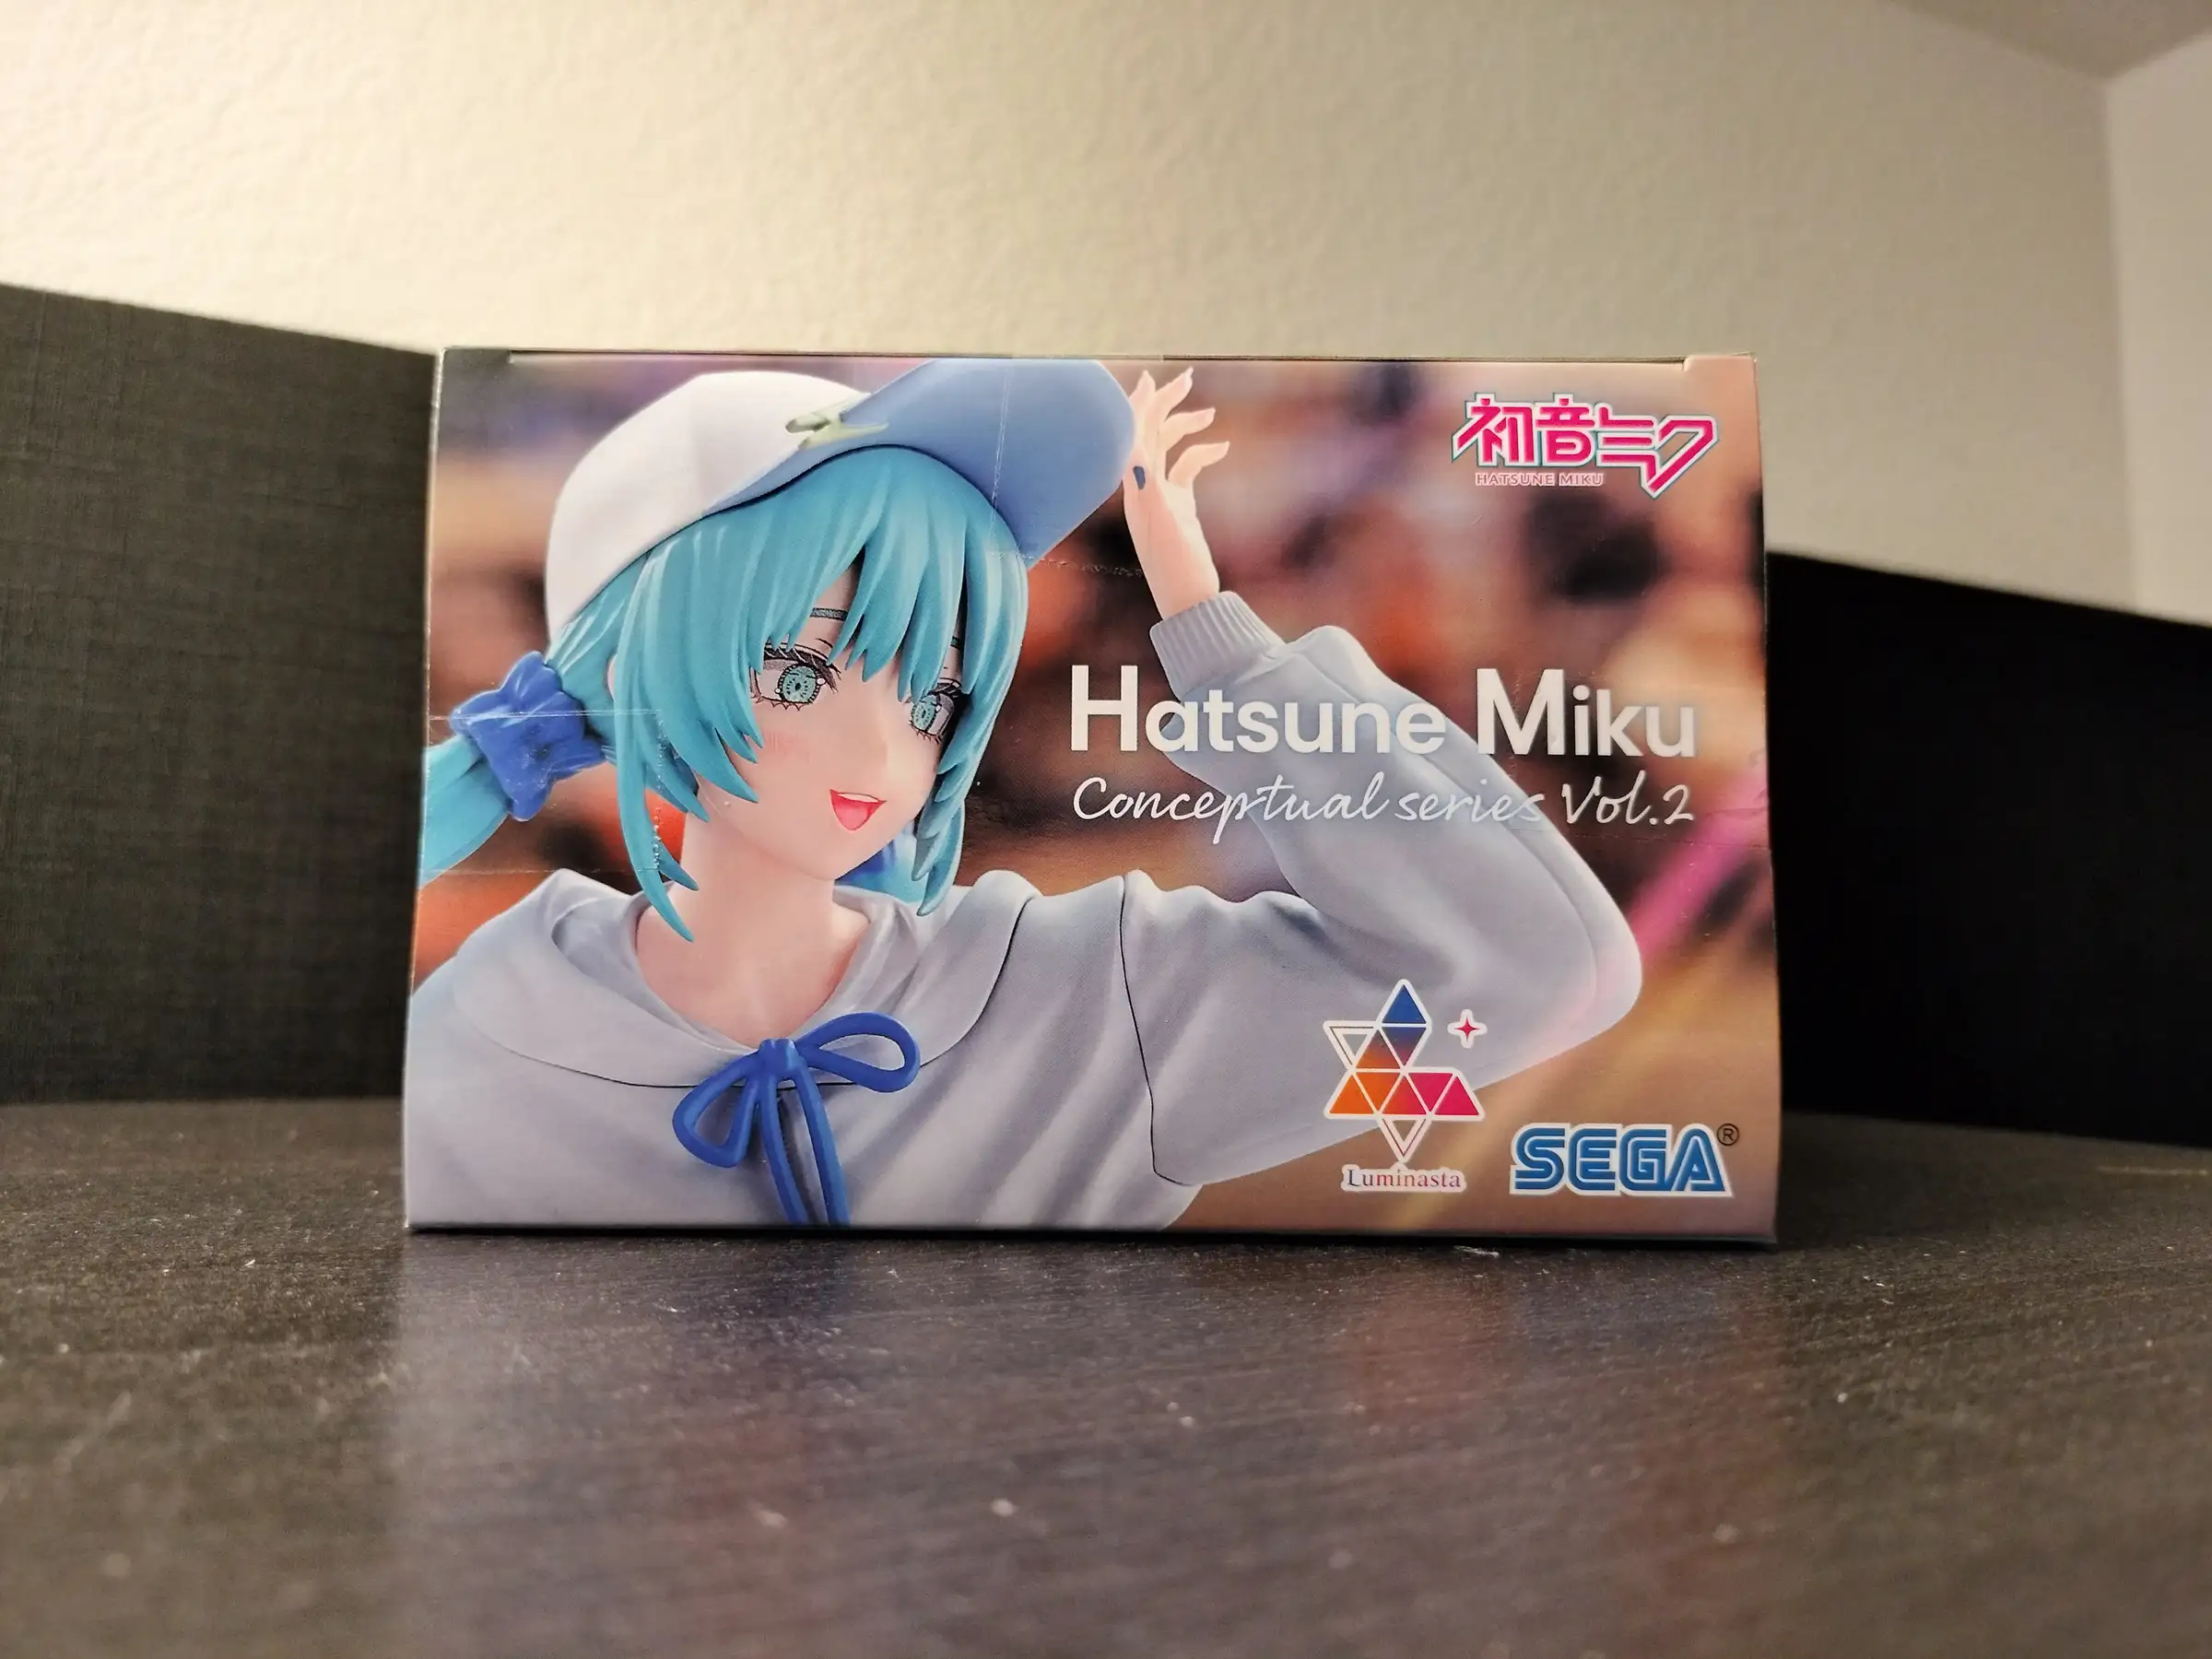 初音ミク
HATSUNE MIKU
Hatsune Miku
Conceptual series Vol.2
Luminasta
SEGA®